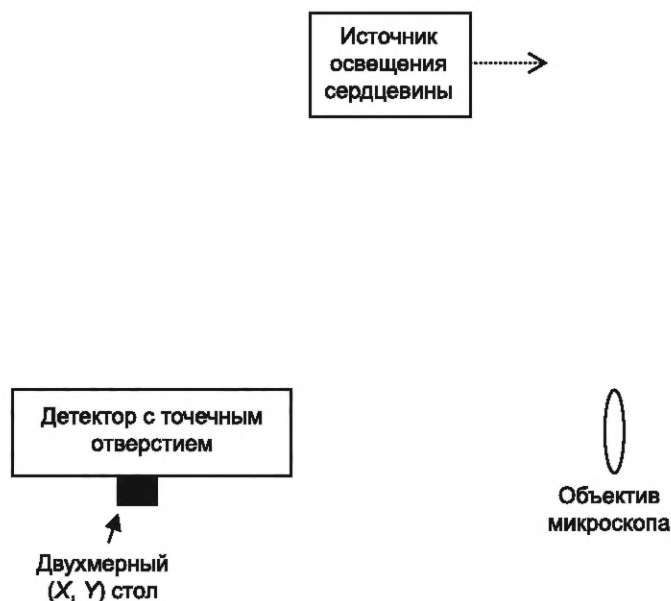 Источник
освещения
сердцевины
Детектор с точечным
отверстием
Объектив
микроскопа
Двухмерный
(X, Y) стол